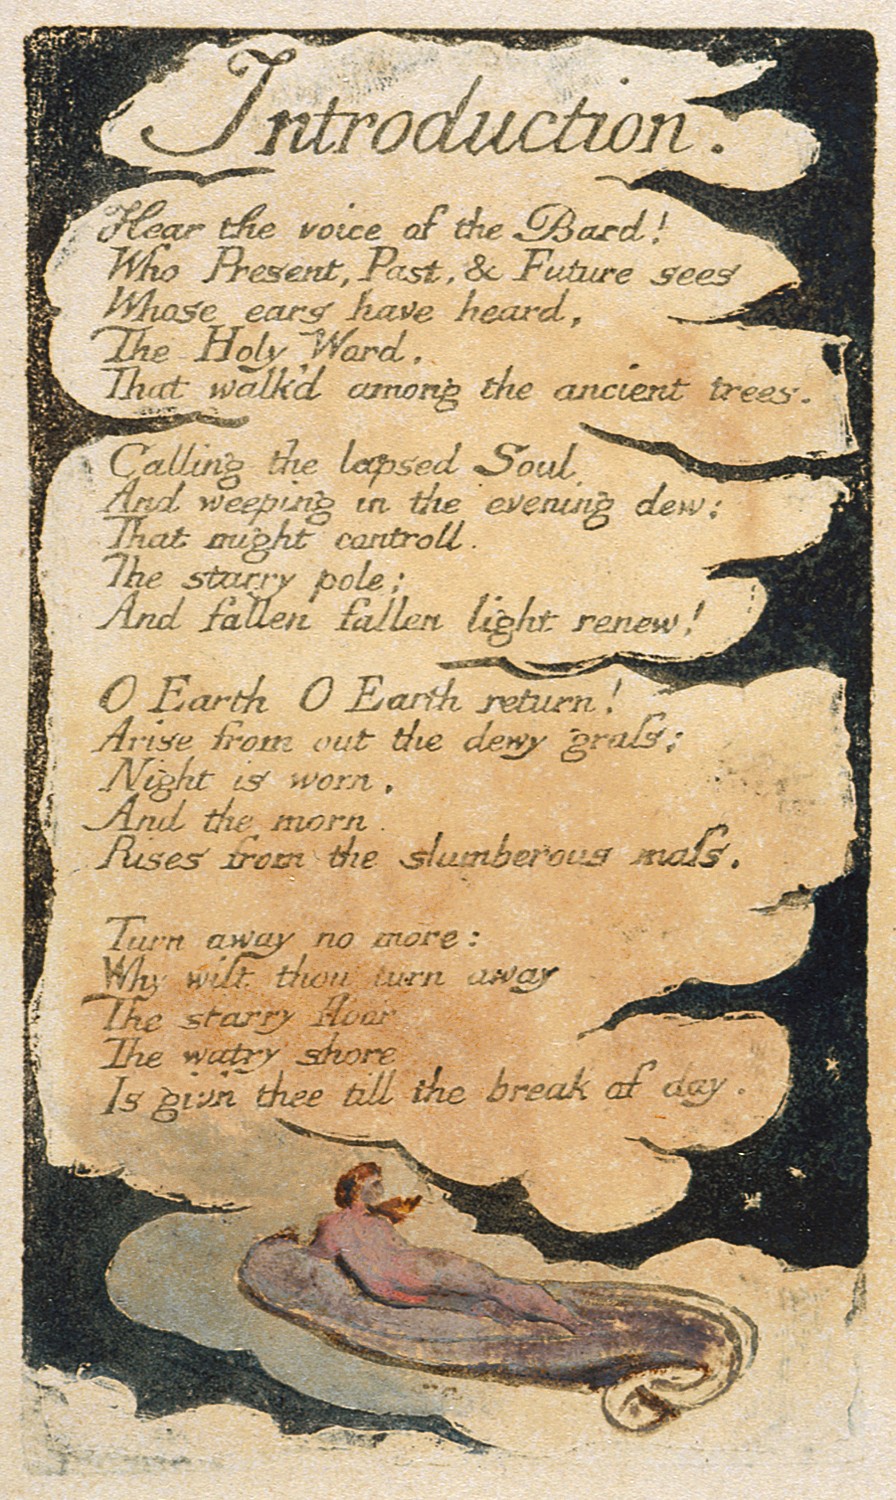 Introduction.
Hear the voice of the Bard!
Who Present, Past, & Future sees
Whose ears have heard,
The Holy Word,
That walk'd among the ancient trees.
Calling the lapsed Soul
And weeping in the evening dew:
That might controll.
The starry pole;
And fallen fallen light renew!
O Earth O Earth return!
Arise from out the dewy graſs;
Night is worn,
And the morn
Rises from the slumberous maſs.
Turn away no more:
Why wilt thou turn away
The starry floor
The watry shore
Is giv'n thee till the break of day.